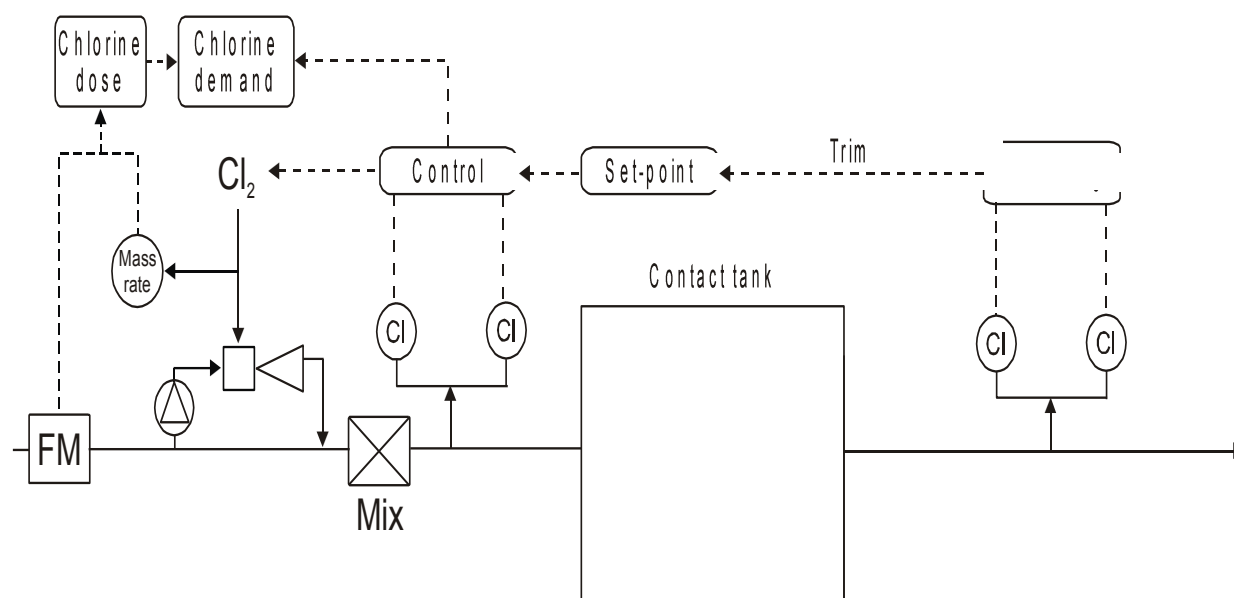 Chlorine
dose
Chlorine
demand
Cl₂
Control
Set-point
Trim
Mass
rate
Contact tank
Cl
Cl
Cl
Cl
FM
Mix